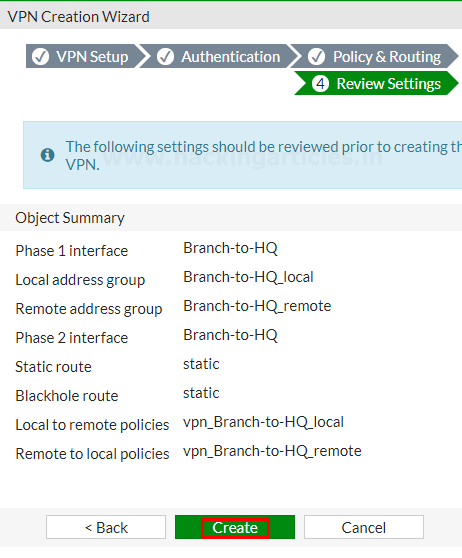 VPN Creation Wizard
VPN Setup
Authentication
Policy & Routing
4 Review Settings
The following settings should be reviewed prior to creating th
VPN.
www.hackingarticles.in
Object Summary
Phase 1 interface Branch-to-HQ
Local address group Branch-to-HQ_local
Remote address group Branch-to-HQ_remote
Phase 2 interface Branch-to-HQ
Static route static
Blackhole route static
Local to remote policies vpn_Branch-to-HQ_local
Remote to local policies vpn_Branch-to-HQ_remote
< Back Create Cancel